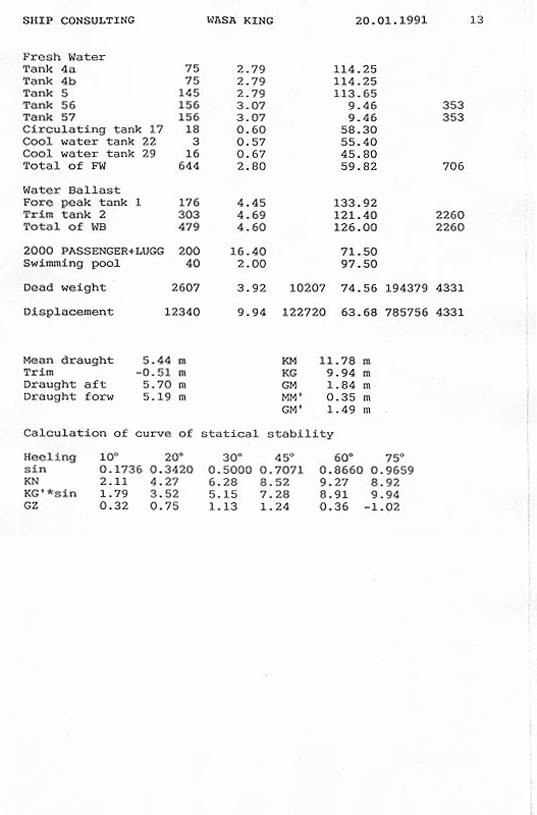 SHIP CONSULTING WASA KING 20.01.1991 13
Fresh Water
Tank 4a 75 2.79 114.25
Tank 4b 75 2.79 114.25
Tank 5 145 2.79 113.65
Tank 56 156 3.07 9.46 353
Tank 57 156 3.07 9.46 353
Circulating tank 17 18 0.60 58.30
Cool water tank 22 3 0.57 55.40
Cool water tank 29 16 0.67 45.80
Total of FW 644 2.80 59.82 706
Water Ballast
Fore peak tank 1 176 4.45 133.92
Trim tank 2 303 4.69 121.40 2260
Total of WB 479 4.60 126.00 2260
2000 PASSENGER+LUGG 200 16.40 71.50
Swimming pool 40 2.00 97.50
Dead weight 2607 3.92 10207 74.56 194379 4331
Displacement 12340 9.94 122720 63.68 785756 4331
Mean draught 5.44 m KM 11.78 m
Trim -0.51 m KG 9.94 m
Draught aft 5.70 m GM 1.84 m
Draught forw 5.19 m MM' 0.35 m
GM' 1.49 m
Calculation of curve of statical stability
Heeling 10° 20° 30° 45° 60° 75°
sin 0.1736 0.3420 0.5000 0.7071 0.8660 0.9659
KN 2.11 4.27 6.28 8.52 9.27 8.92
KG'*sin 1.79 3.52 5.15 7.28 8.91 9.94
GZ 0.32 0.75 1.13 1.24 0.36 -1.02